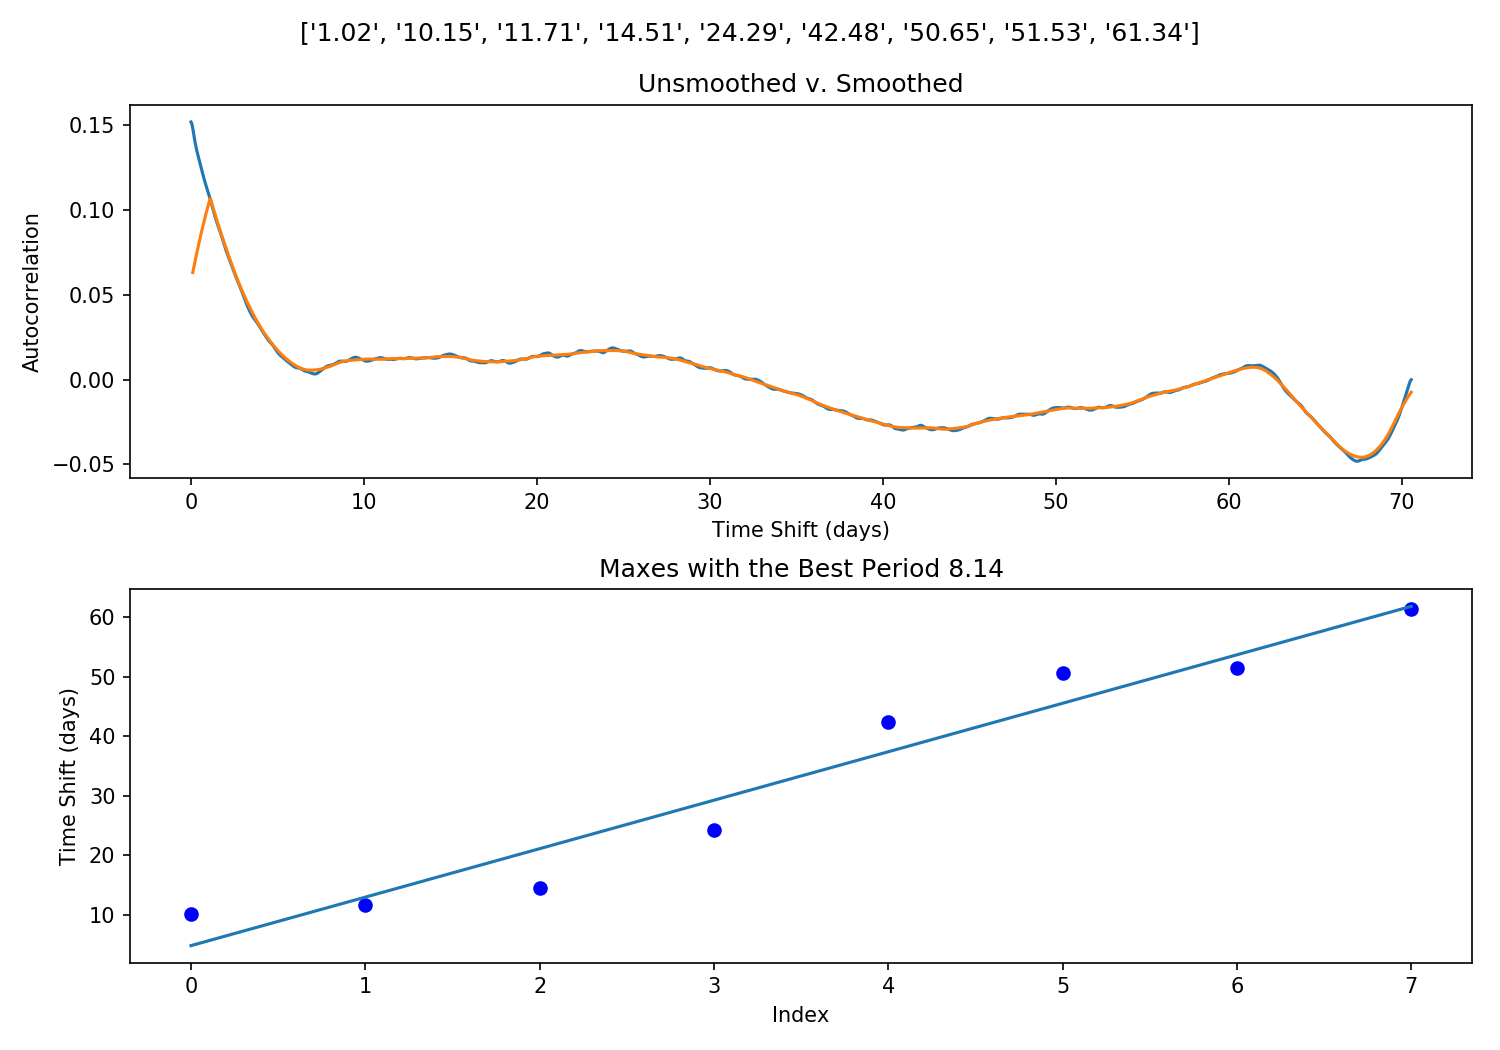 ['1.02', '10.15', '11.71', '14.51', '24.29', '42.48', '50.65', '51.53', '61.34']
Unsmoothed v. Smoothed
0.15
0.10
0.05
0.00
−0.05
Autocorrelation
0 10 20 30 40 50 60 70
Time Shift (days)
Maxes with the Best Period 8.14
60
50
40
30
20
10
Time Shift (days)
0 1 2 3 4 5 6 7
Index